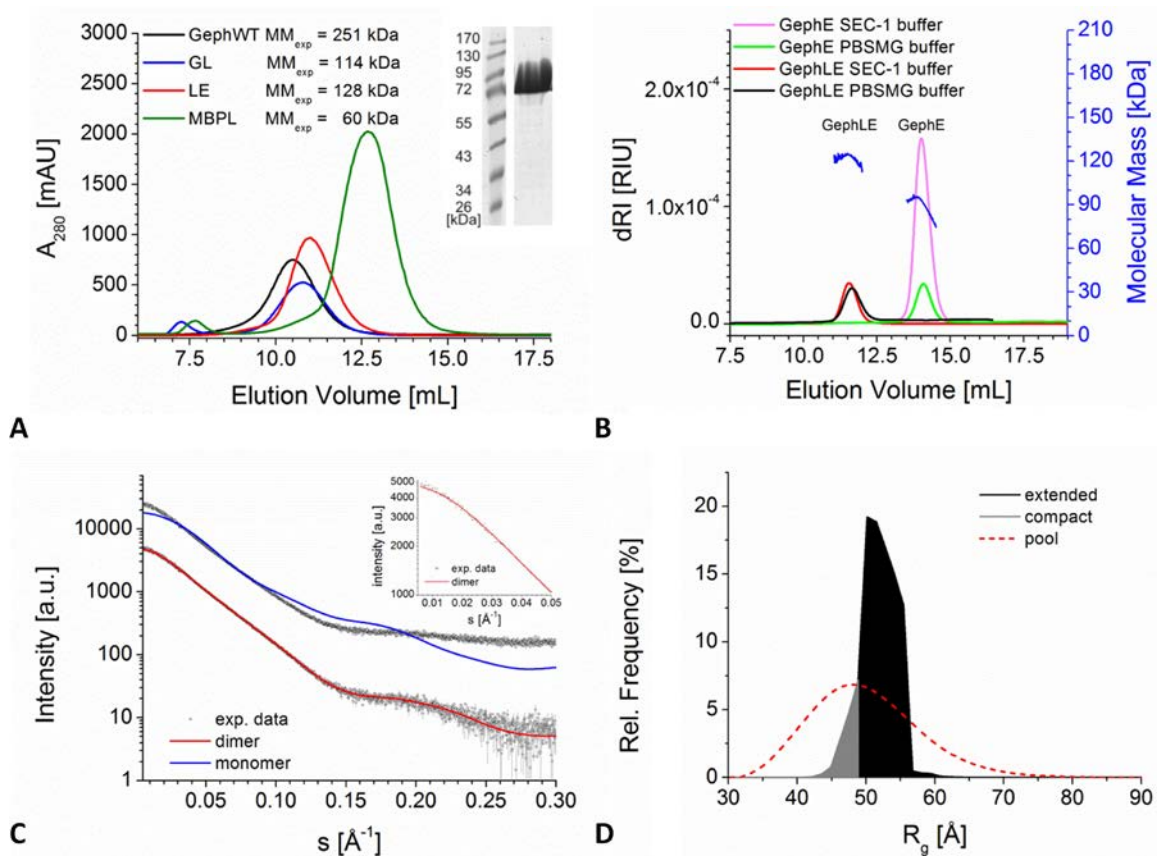 3000
2500
2000
1500
1000
500
0
A280 [mAU]
GephWT MMexp = 251 kDa
GL MMexp = 114 kDa
LE MMexp = 128 kDa
MBPL MMexp = 60 kDa
170
130
95
72
55
43
34
26
[kDa]
7.5 10.0 12.5 15.0 17.5
Elution Volume [mL]
A
GephE SEC-1 buffer
GephE PBSMG buffer
GephLE SEC-1 buffer
GephLE PBSMG buffer
GephLE GephE
2.0x10⁻⁴
1.0x10⁻⁴
0.0
dRI [RIU]
210
180
150
120
90
60
30
0
Molecular Mass [kDa]
7.5 10.0 12.5 15.0 17.5
Elution Volume [mL]
B
10000
1000
100
10
1
Intensity [a.u.]
5000
4000
3000
2000
1000
intensity [a.u.]
exp. data
dimer
0.01 0.02 0.03 0.04 0.05
s [Å⁻¹]
exp. data
dimer
monomer
0.05 0.10 0.15 0.20 0.25 0.30
s [Å⁻¹]
C
20
15
10
5
0
Rel. Frequency [%]
extended
compact
pool
30 40 50 60 70 80 90
Rg [Å]
D